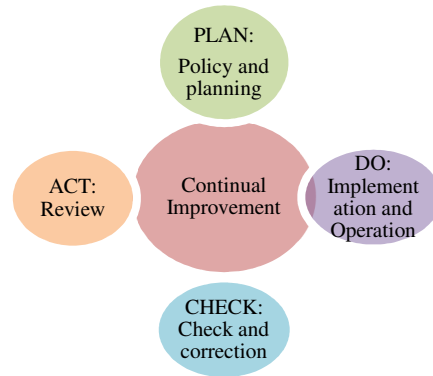 PLAN:
Policy and
planning
ACT:
Review
Continual
Improvement
DO:
Implement
ation and
Operation
CHECK:
Check and
correction